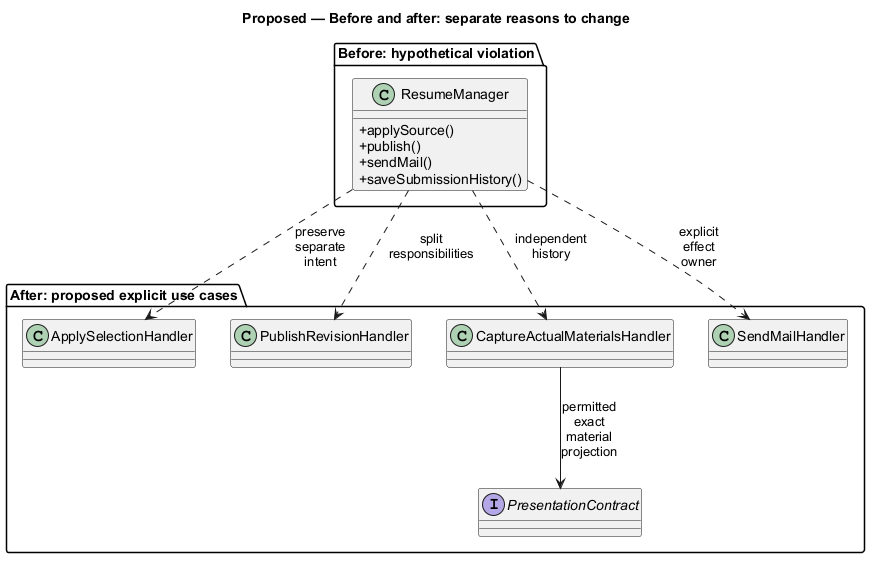 Proposed — Before and after: separate reasons to change
Before: hypothetical violation
C ResumeManager
+applySource()
+publish()
+sendMail()
+saveSubmissionHistory()
preserve
separate
intent
split
responsibilities
independent
history
explicit
effect
owner
After: proposed explicit use cases
C ApplySelectionHandler
C PublishRevisionHandler
C CaptureActualMaterialsHandler
C SendMailHandler
permitted
exact
material
projection
I PresentationContract